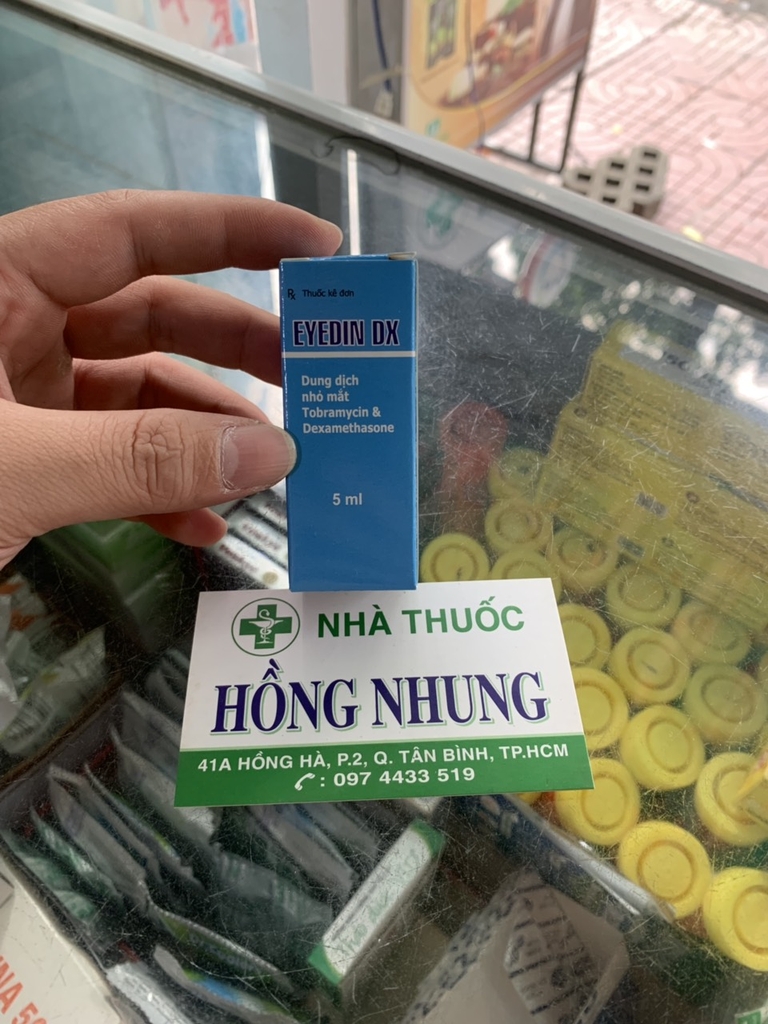 ℞ Thuốc kê đơn
EYEDIN DX
Dung dịch
nhỏ mắt
Tobramycin &
Dexamethasone
5 ml
NHÀ THUỐC
HỒNG NHUNG
41A HỒNG HÀ, P.2, Q. TÂN BÌNH, TP.HCM
: 097 4433 519